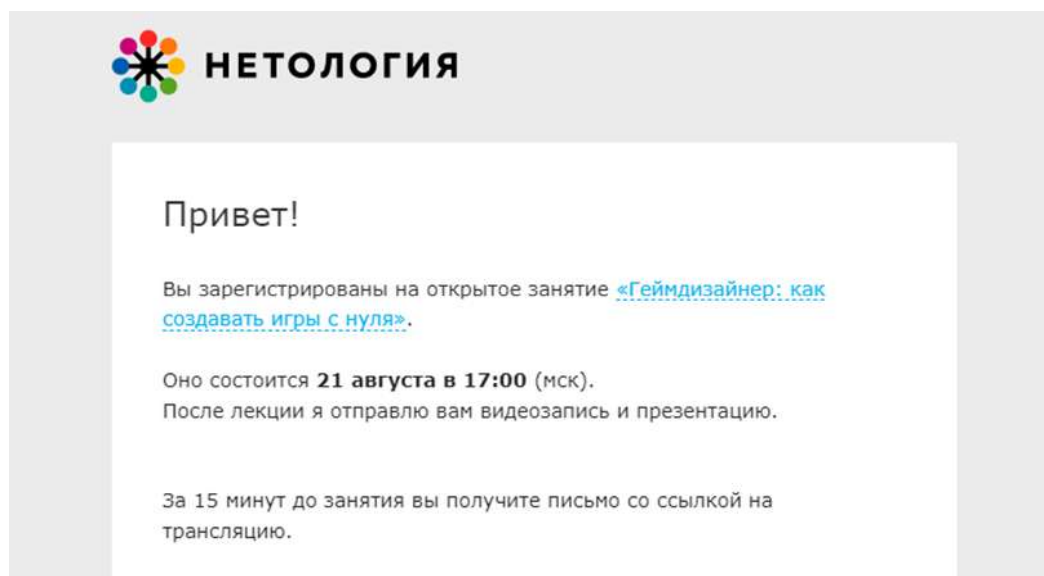 НЕТОЛОГИЯ
Привет!
Вы зарегистрированы на открытое занятие «Геймдизайнер: как
создавать игры с нуля».
Оно состоится 21 августа в 17:00 (мск).
После лекции я отправлю вам видеозапись и презентацию.
За 15 минут до занятия вы получите письмо со ссылкой на
трансляцию.